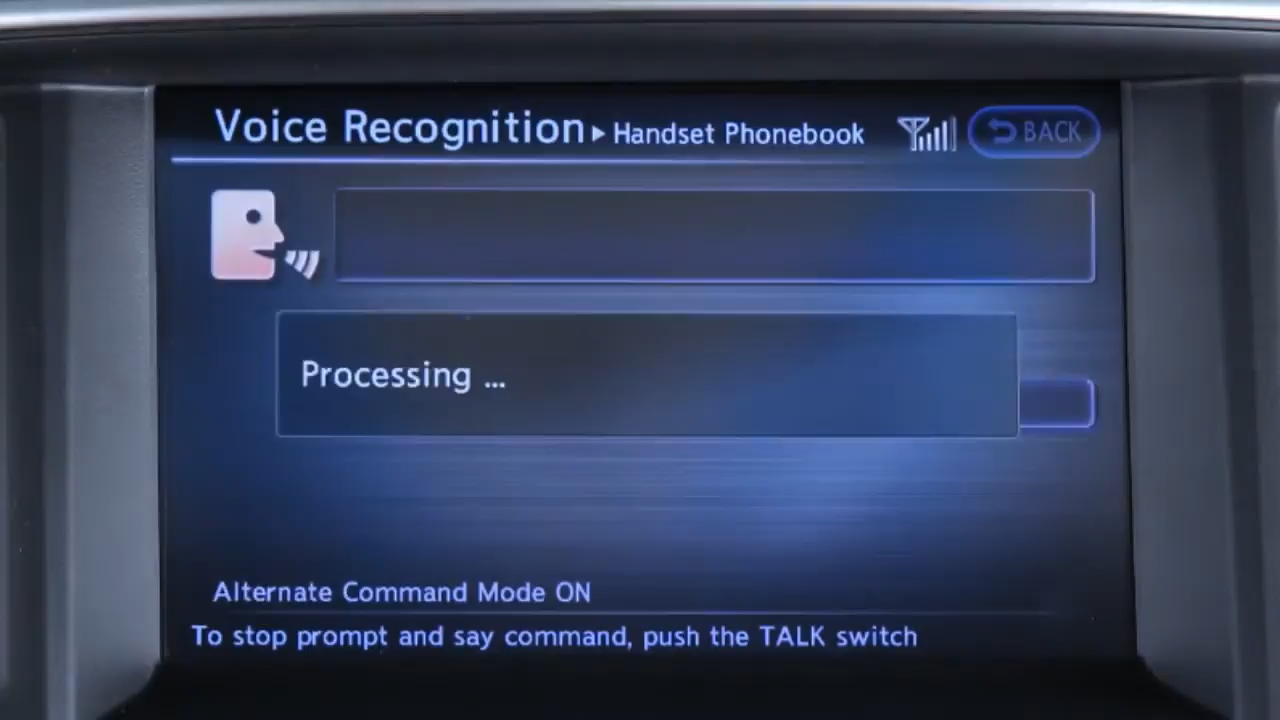 Voice Recognition ▸ Handset Phonebook
BACK
Processing ...
Alternate Command Mode ON
To stop prompt and say command, push the TALK switch